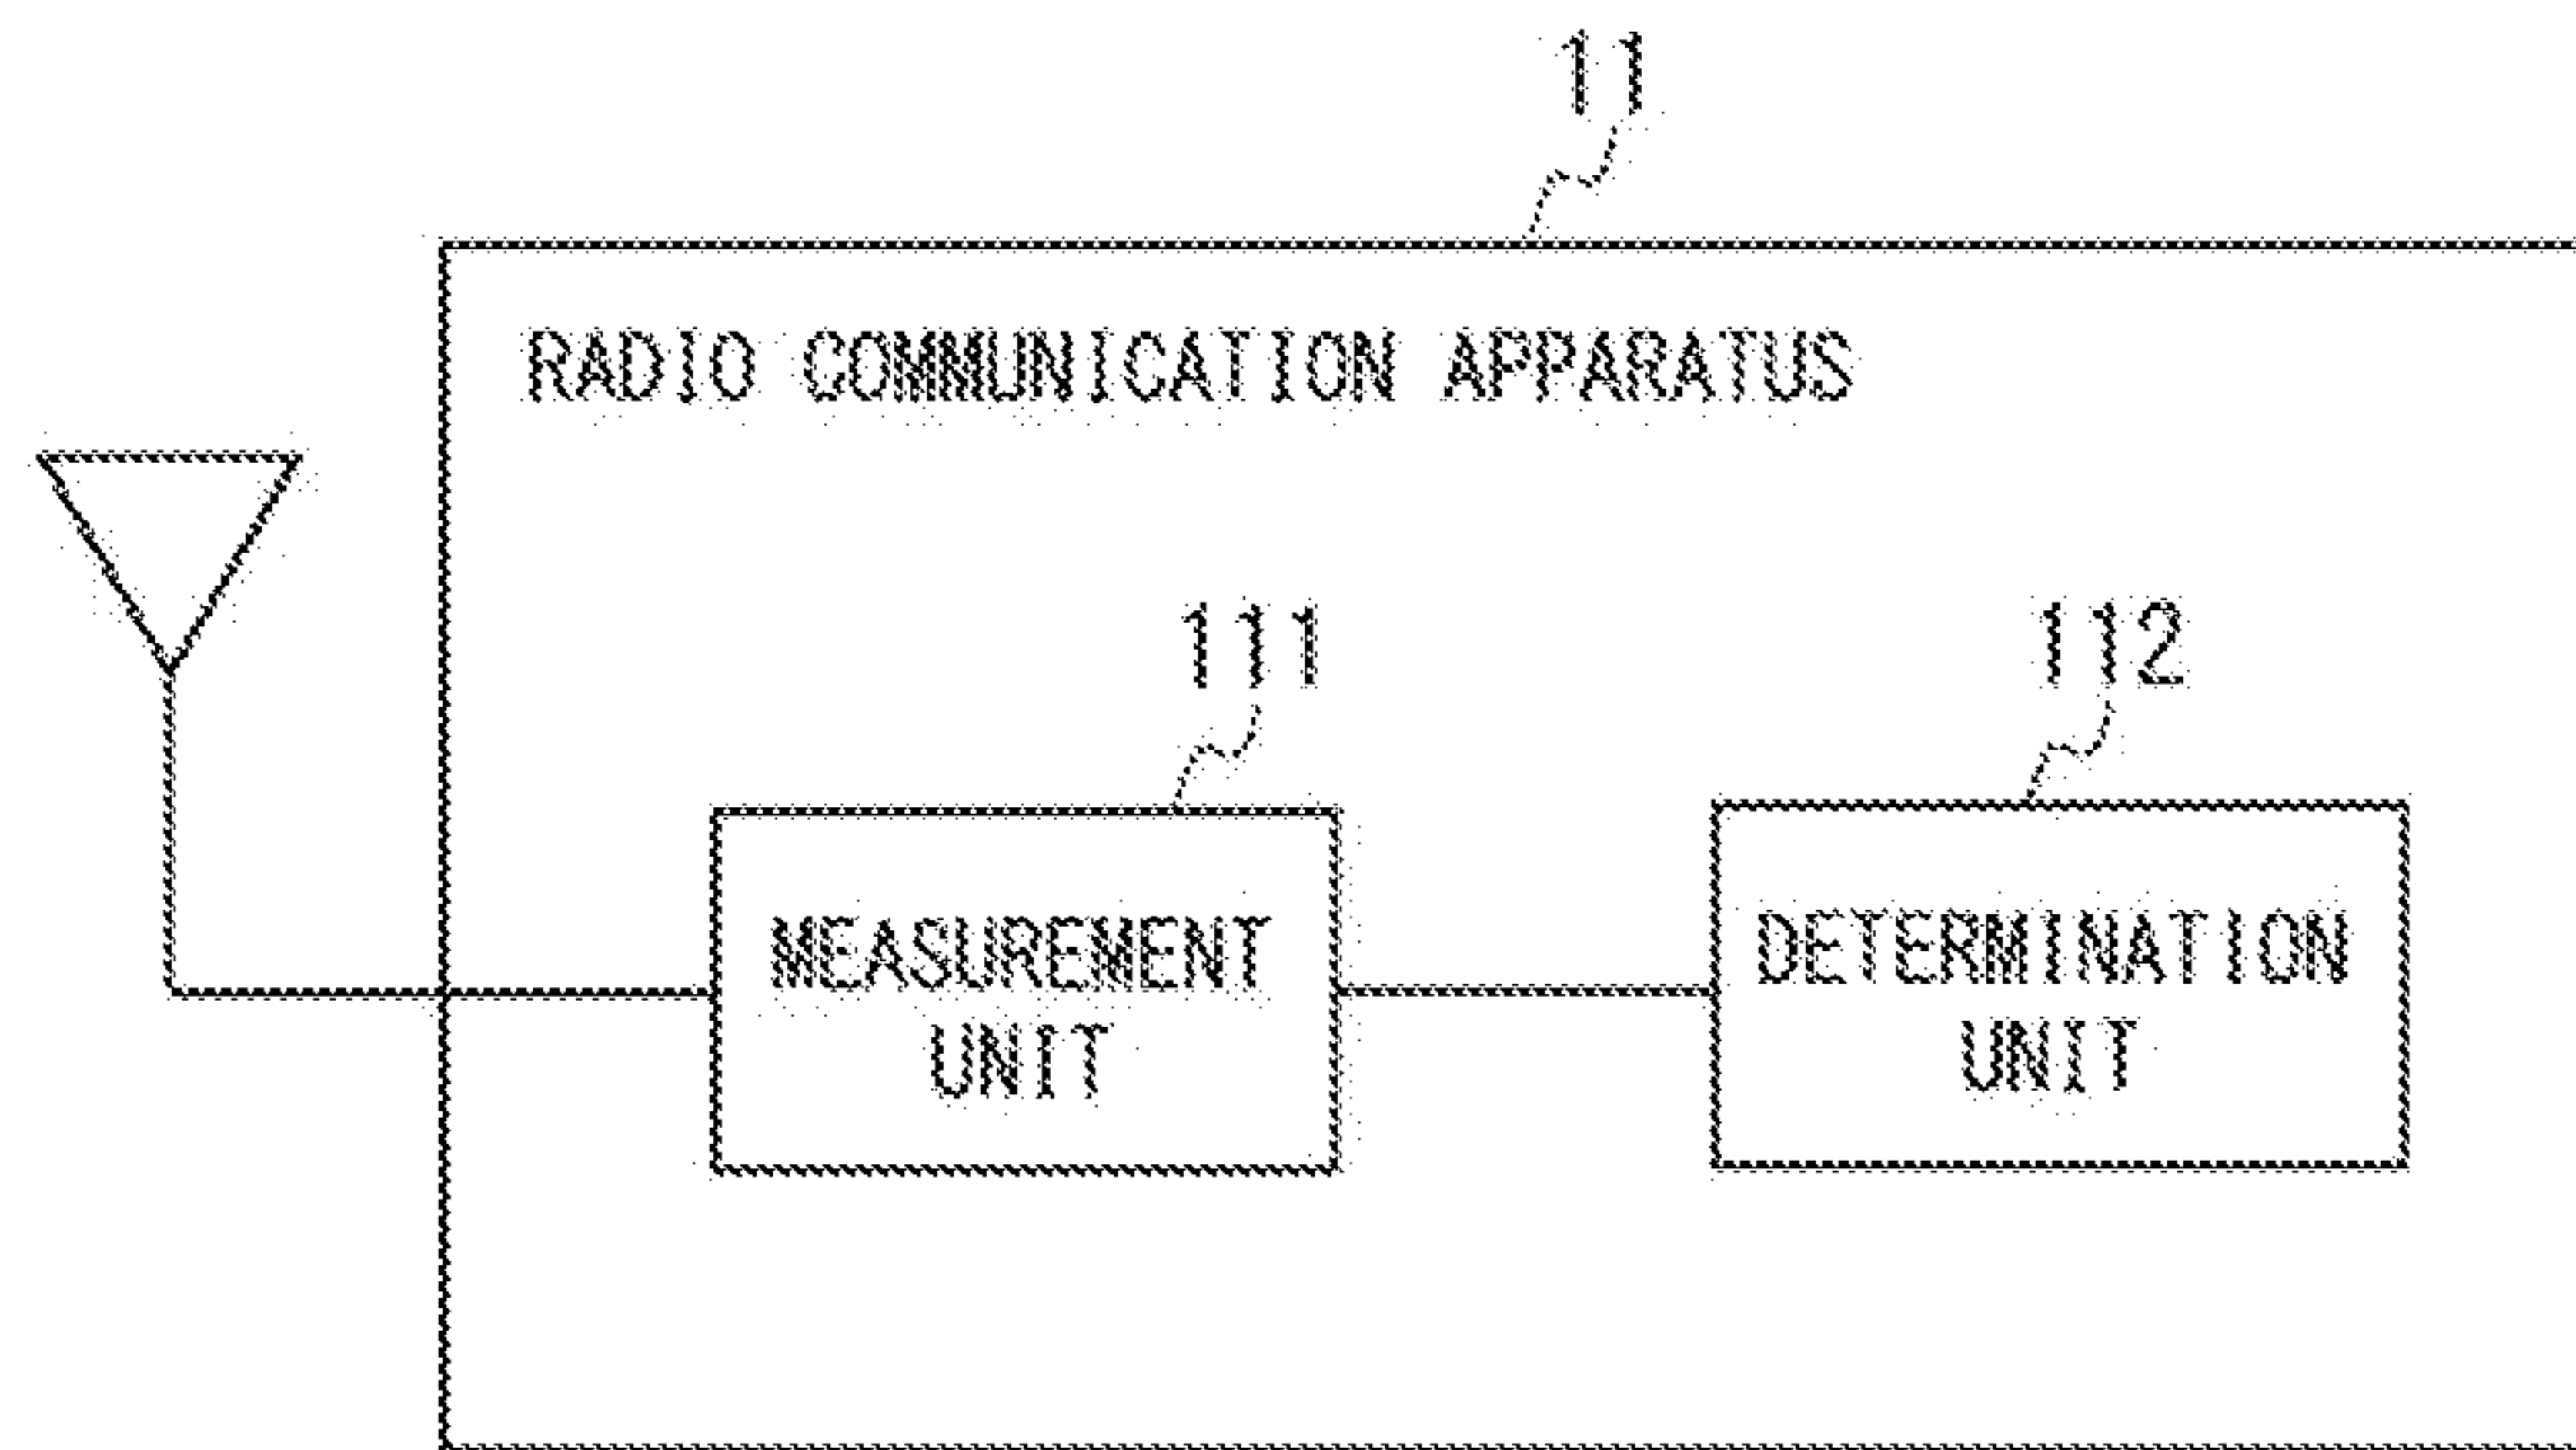 11
RADIO COMMUNICATION APPARATUS
111
112
MEASUREMENT
UNIT
DETERMINATION
UNIT